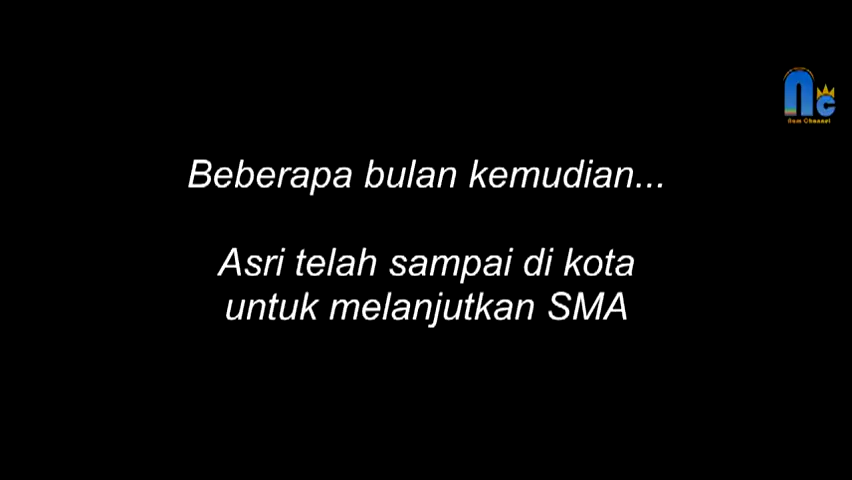 Beberapa bulan kemudian...
Asri telah sampai di kota
untuk melanjutkan SMA